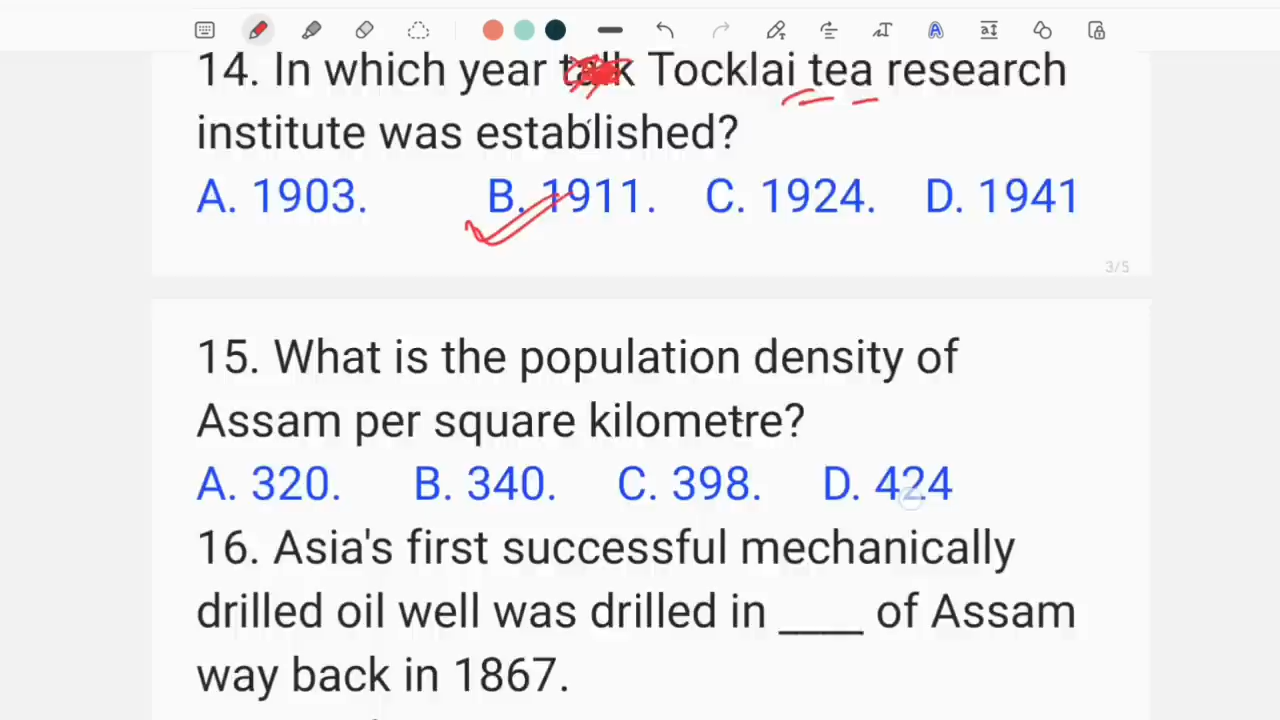 14. In which year talk Tocklai tea research
institute was established?
A. 1903. B. 1911. C. 1924. D. 1941
3/5
15. What is the population density of
Assam per square kilometre?
A. 320. B. 340. C. 398. D. 424
16. Asia's first successful mechanically
drilled oil well was drilled in ____ of Assam
way back in 1867.